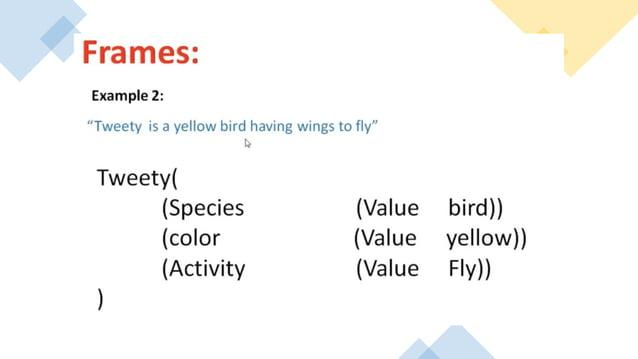 Frames:
Example 2:
“Tweety is a yellow bird having wings to fly”
Tweety(
(Species (Value bird))
(color (Value yellow))
(Activity (Value Fly))
)